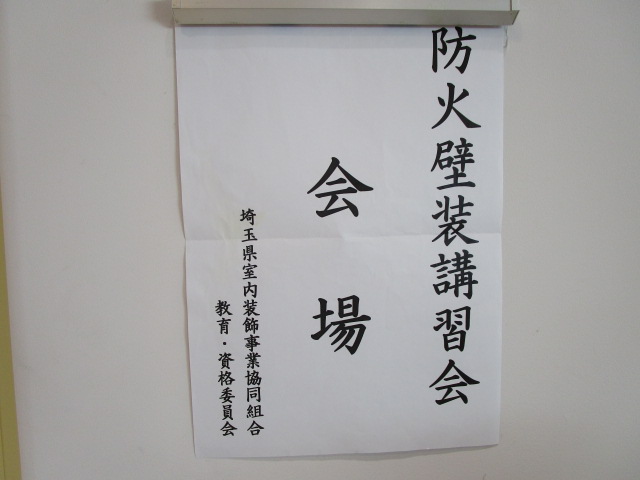 防火壁装講習会
会場
埼玉県室内装飾事業協同組合
教育・資格委員会